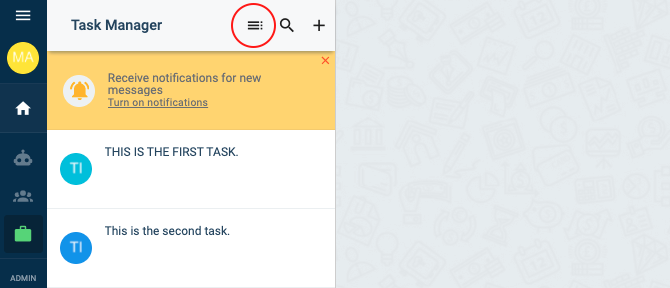 Task Manager
MA
Receive notifications for new
messages
Turn on notifications
TI
THIS IS THE FIRST TASK.
TI
This is the second task.
ADMIN